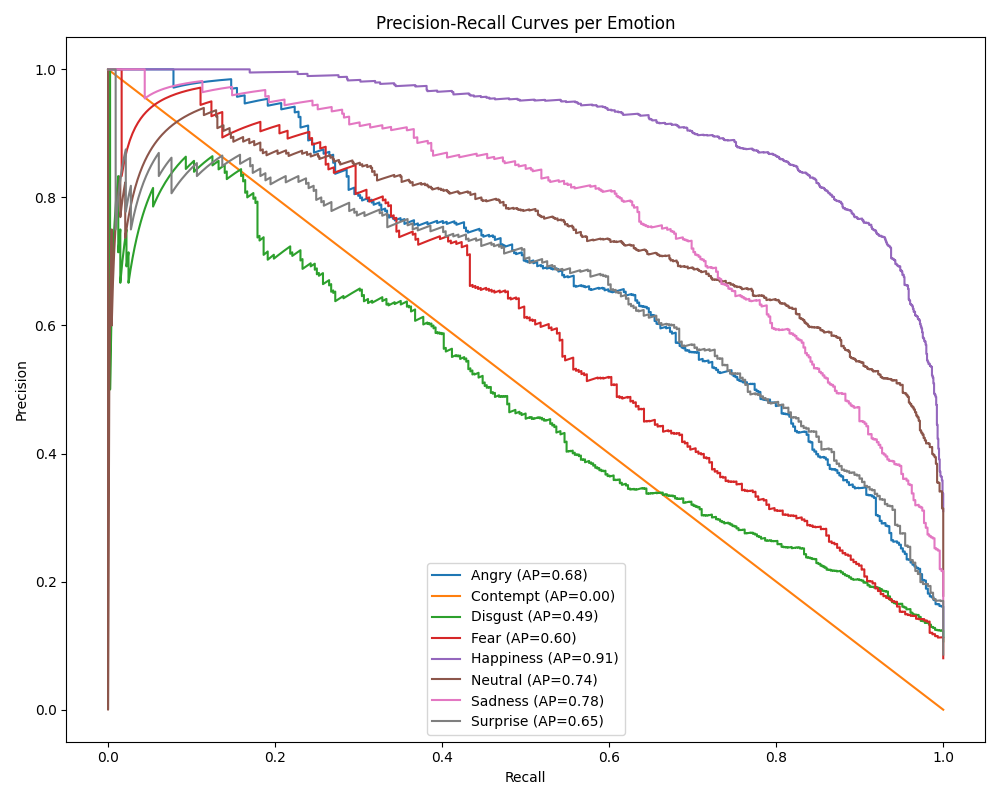 Precision-Recall Curves per Emotion
Precision
1.0
0.8
0.6
0.4
0.2
0.0
Angry (AP=0.68)
Contempt (AP=0.00)
Disgust (AP=0.49)
Fear (AP=0.60)
Happiness (AP=0.91)
Neutral (AP=0.74)
Sadness (AP=0.78)
Surprise (AP=0.65)
0.0 0.2 0.4 0.6 0.8 1.0
Recall